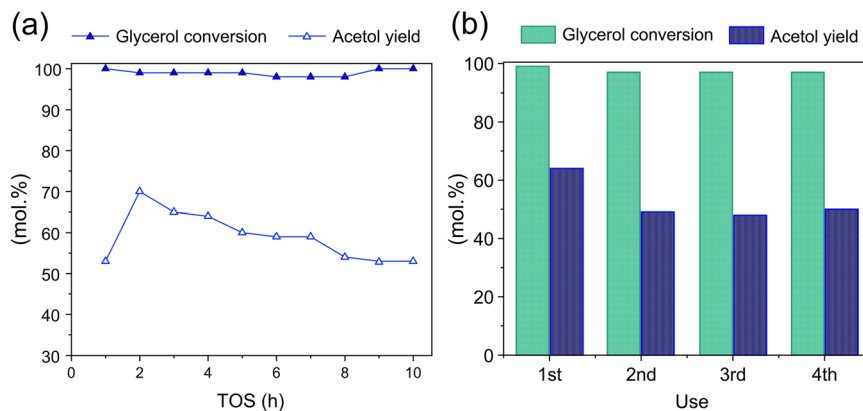 (a)
Glycerol conversion
Acetol yield
100
90
80
70
60
50
40
30
(mol.%)
0
2
4
6
8
10
TOS (h)
(b)
Glycerol conversion
Acetol yield
100
80
60
40
20
0
(mol.%)
1st
2nd
3rd
4th
Use